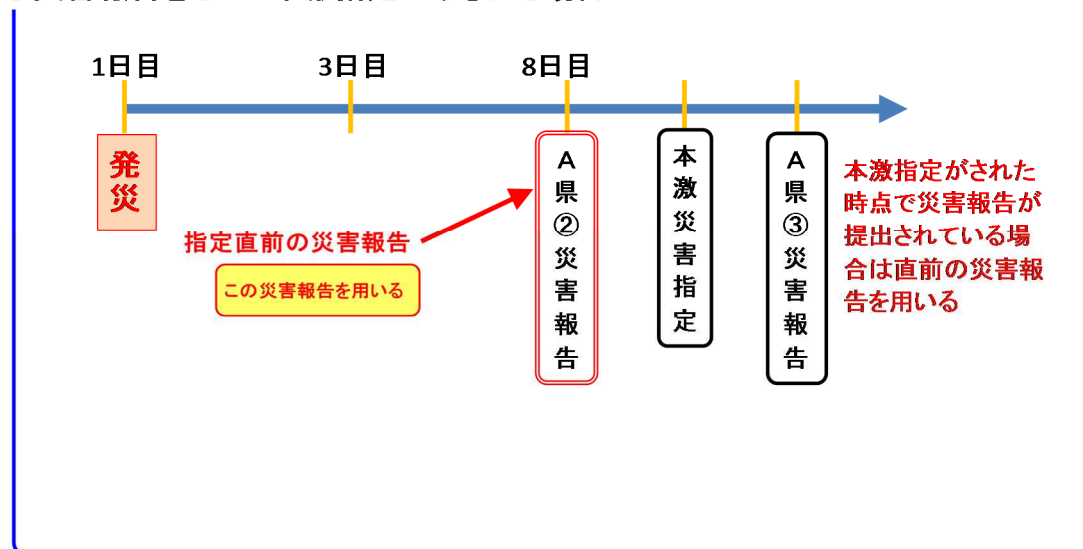 1日目
3日目
8日目
発災
指定直前の災害報告
この災害報告を用いる
A県②災害報告
本激災害指定
A県③災害報告
本激指定がされた
時点で災害報告が
提出されている場
合は直前の災害報
告を用いる